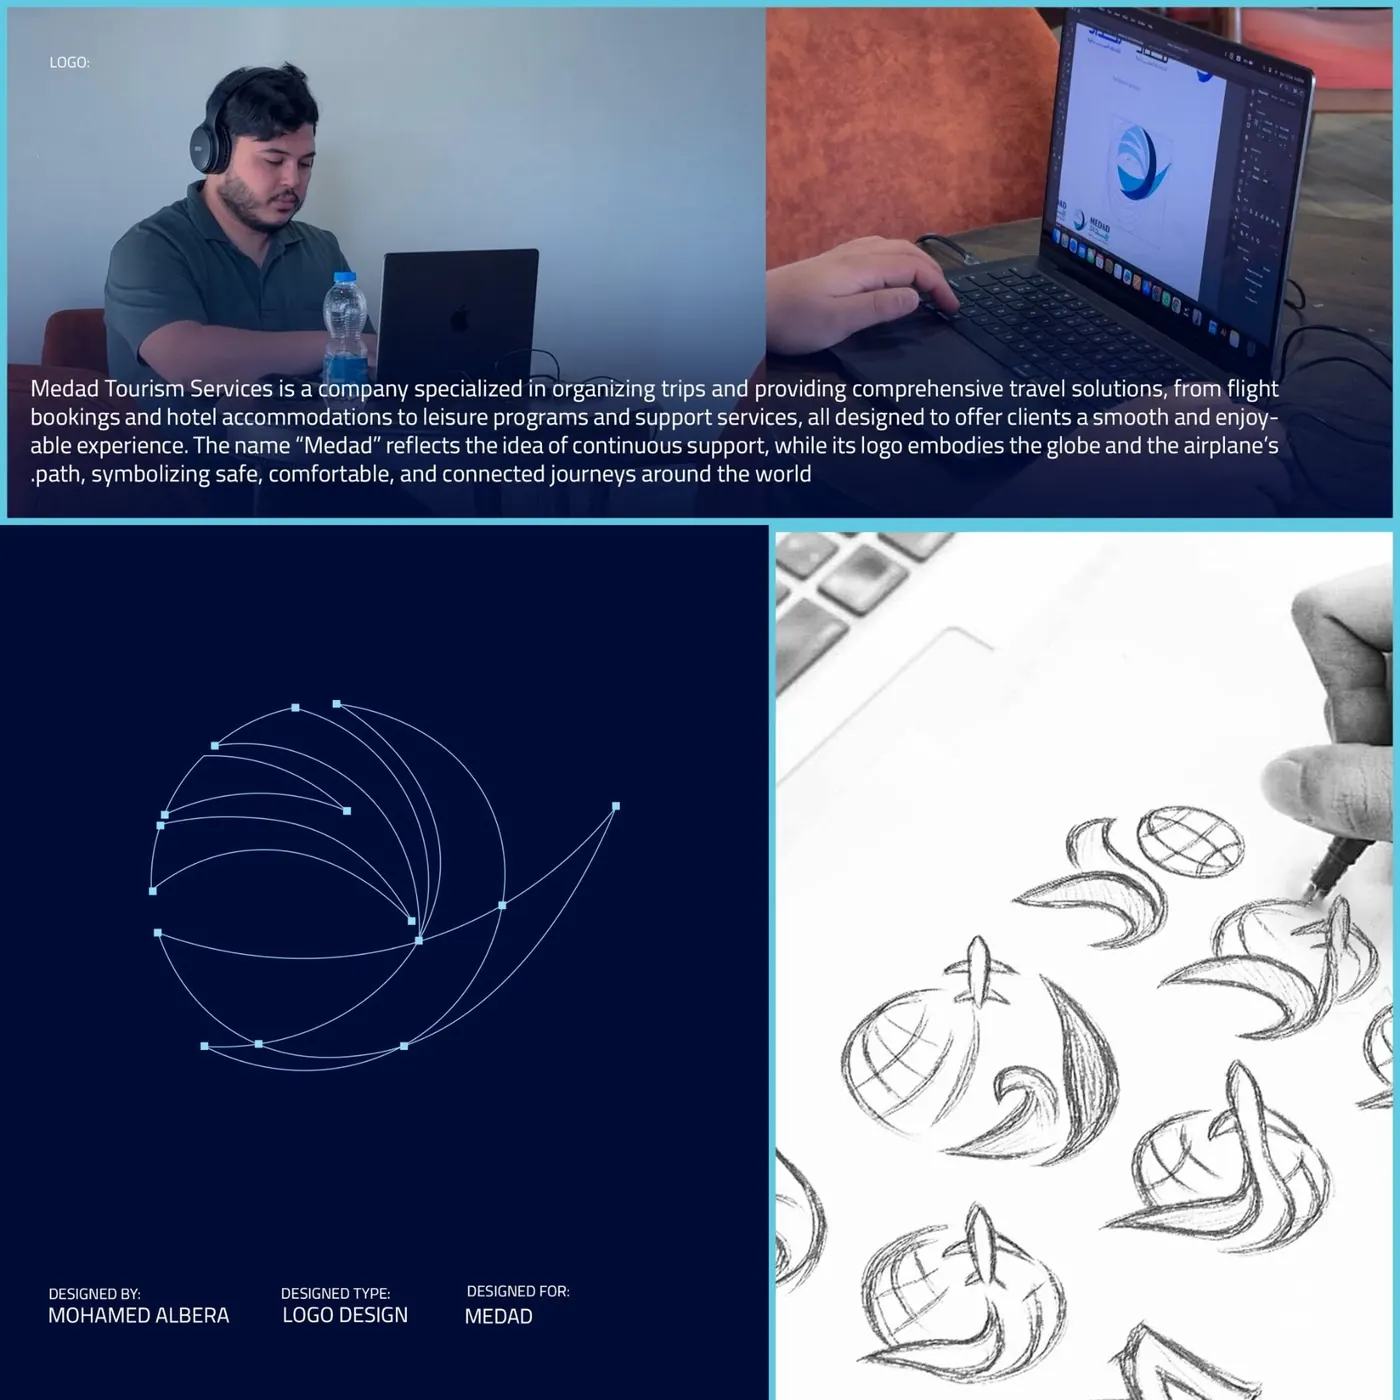 LOGO:
Medad Tourism Services is a company specialized in organizing trips and providing comprehensive travel solutions, from flight
bookings and hotel accommodations to leisure programs and support services, all designed to offer clients a smooth and enjoy-
able experience. The name “Medad” reflects the idea of continuous support, while its logo embodies the globe and the airplane’s
.path, symbolizing safe, comfortable, and connected journeys around the world
MEDAD
DESIGNED BY:
MOHAMED ALBERA
DESIGNED TYPE:
LOGO DESIGN
DESIGNED FOR:
MEDAD